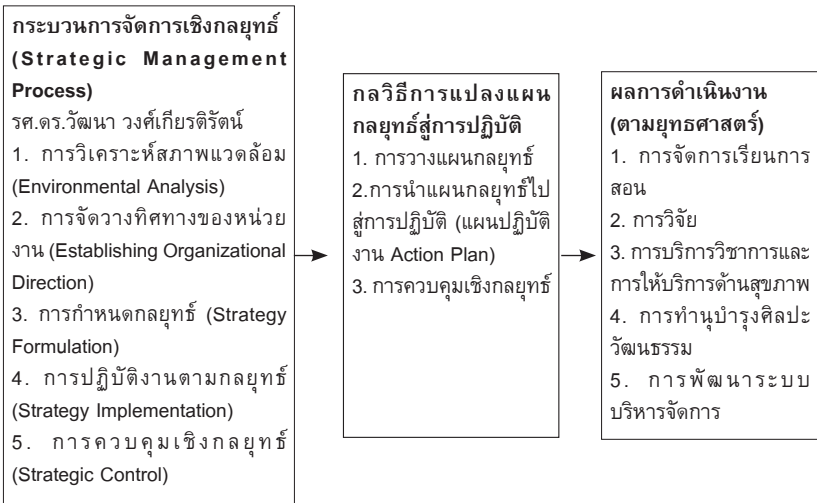 กระบวนการจัดการเชิงกลยุทธ์
(Strategic Management
Process)
รศ.ดร.วัฒนา วงศ์เกียรติรัตน์
1. การวิเคราะห์สภาพแวดล้อม
(Environmental Analysis)
2. การจัดวางทิศทางของหน่วย
งาน (Establishing Organizational
Direction)
3. การกำหนดกลยุทธ์ (Strategy
Formulation)
4. การปฏิบัติงานตามกลยุทธ์
(Strategy Implementation)
5. การควบคุมเชิงกลยุทธ์
(Strategic Control)
กลวิธีการแปลงแผน
กลยุทธ์สู่การปฏิบัติ
1. การวางแผนกลยุทธ์
2.การนำแผนกลยุทธ์ไป
สู่การปฏิบัติ (แผนปฏิบัติ
งาน Action Plan)
3. การควบคุมเชิงกลยุทธ์
ผลการดำเนินงาน
(ตามยุทธศาสตร์)
1. การจัดการเรียนการ
สอน
2. การวิจัย
3. การบริการวิชาการและ
การให้บริการด้านสุขภาพ
4. การทำนุบำรุงศิลปะ
วัฒนธรรม
5. การพัฒนาระบบ
บริหารจัดการ